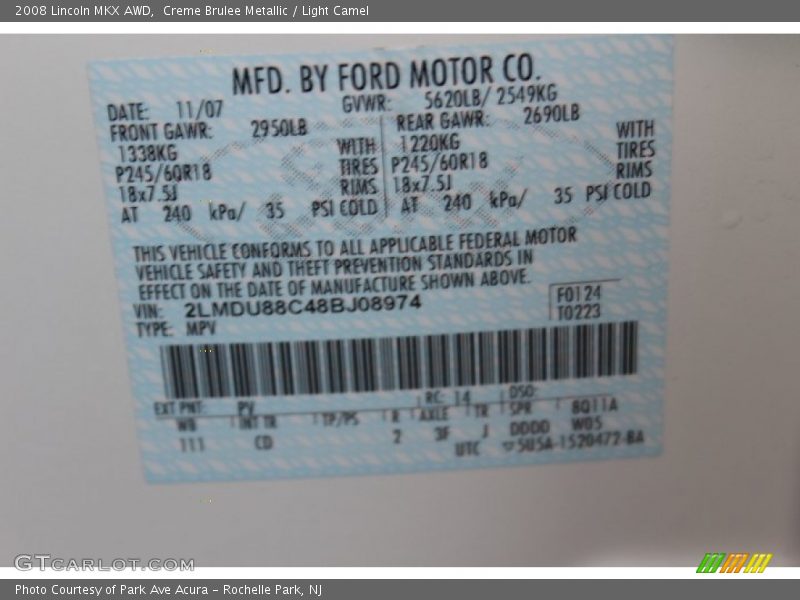 2008 Lincoln MKX AWD,  Creme Brulee Metallic / Light Camel
MFD. BY FORD MOTOR CO.
DATE: 11/07 GVWR: 5620LB/ 2549KG
FRONT GAWR: 2950LB REAR GAWR: 2690LB
1338KG WITH 1220KG WITH
P245/60R18 TIRES P245/60R18 TIRES
18x7.5J RIMS 18x7.5J RIMS
AT 240 kPa/ 35 PSI COLD AT 240 kPa/ 35 PSI COLD
THIS VEHICLE CONFORMS TO ALL APPLICABLE FEDERAL MOTOR
VEHICLE SAFETY AND THEFT PREVENTION STANDARDS IN
EFFECT ON THE DATE OF MANUFACTURE SHOWN ABOVE.
VIN: 2LMDU88C48BJ08974 F0124
TYPE: MPV T0223
EXT PNT: PV RC: 14 DSO:
WB INT TR TP/PS R AXLE TR SPR 8Q11A
111 CD 2 3F J DDDD W05
UTC 5U5A-1520472-BA
GTCARLOT.COM
Photo Courtesy of Park Ave Acura - Rochelle Park, NJ